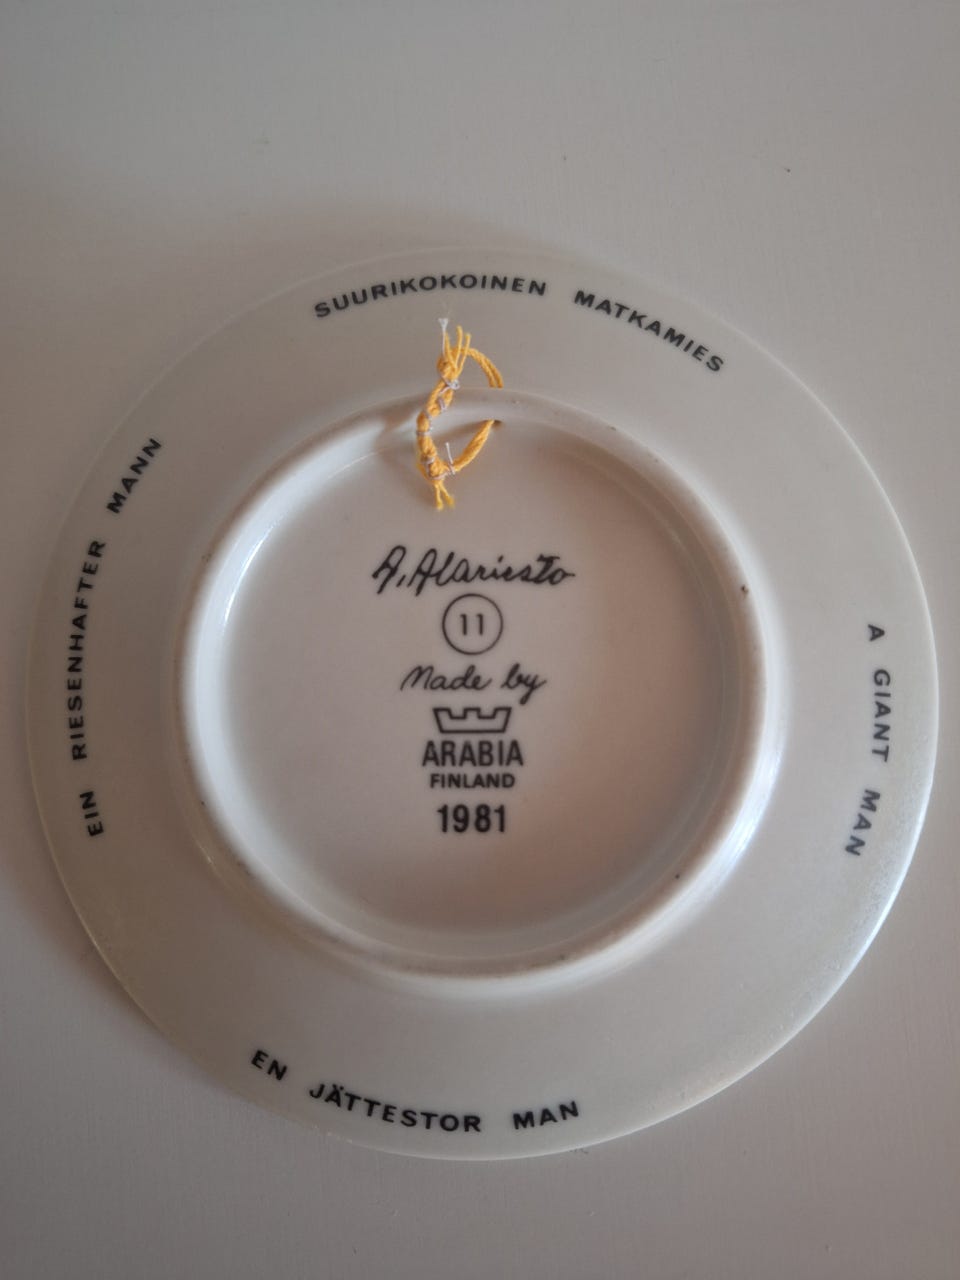 SUURIKOKOINEN MATKAMIES
A GIANT MAN
EN JÄTTESTOR MAN
EIN RIESENHAFTER MANN
A. Alariesto
11
Made by
ARABIA
FINLAND
1981